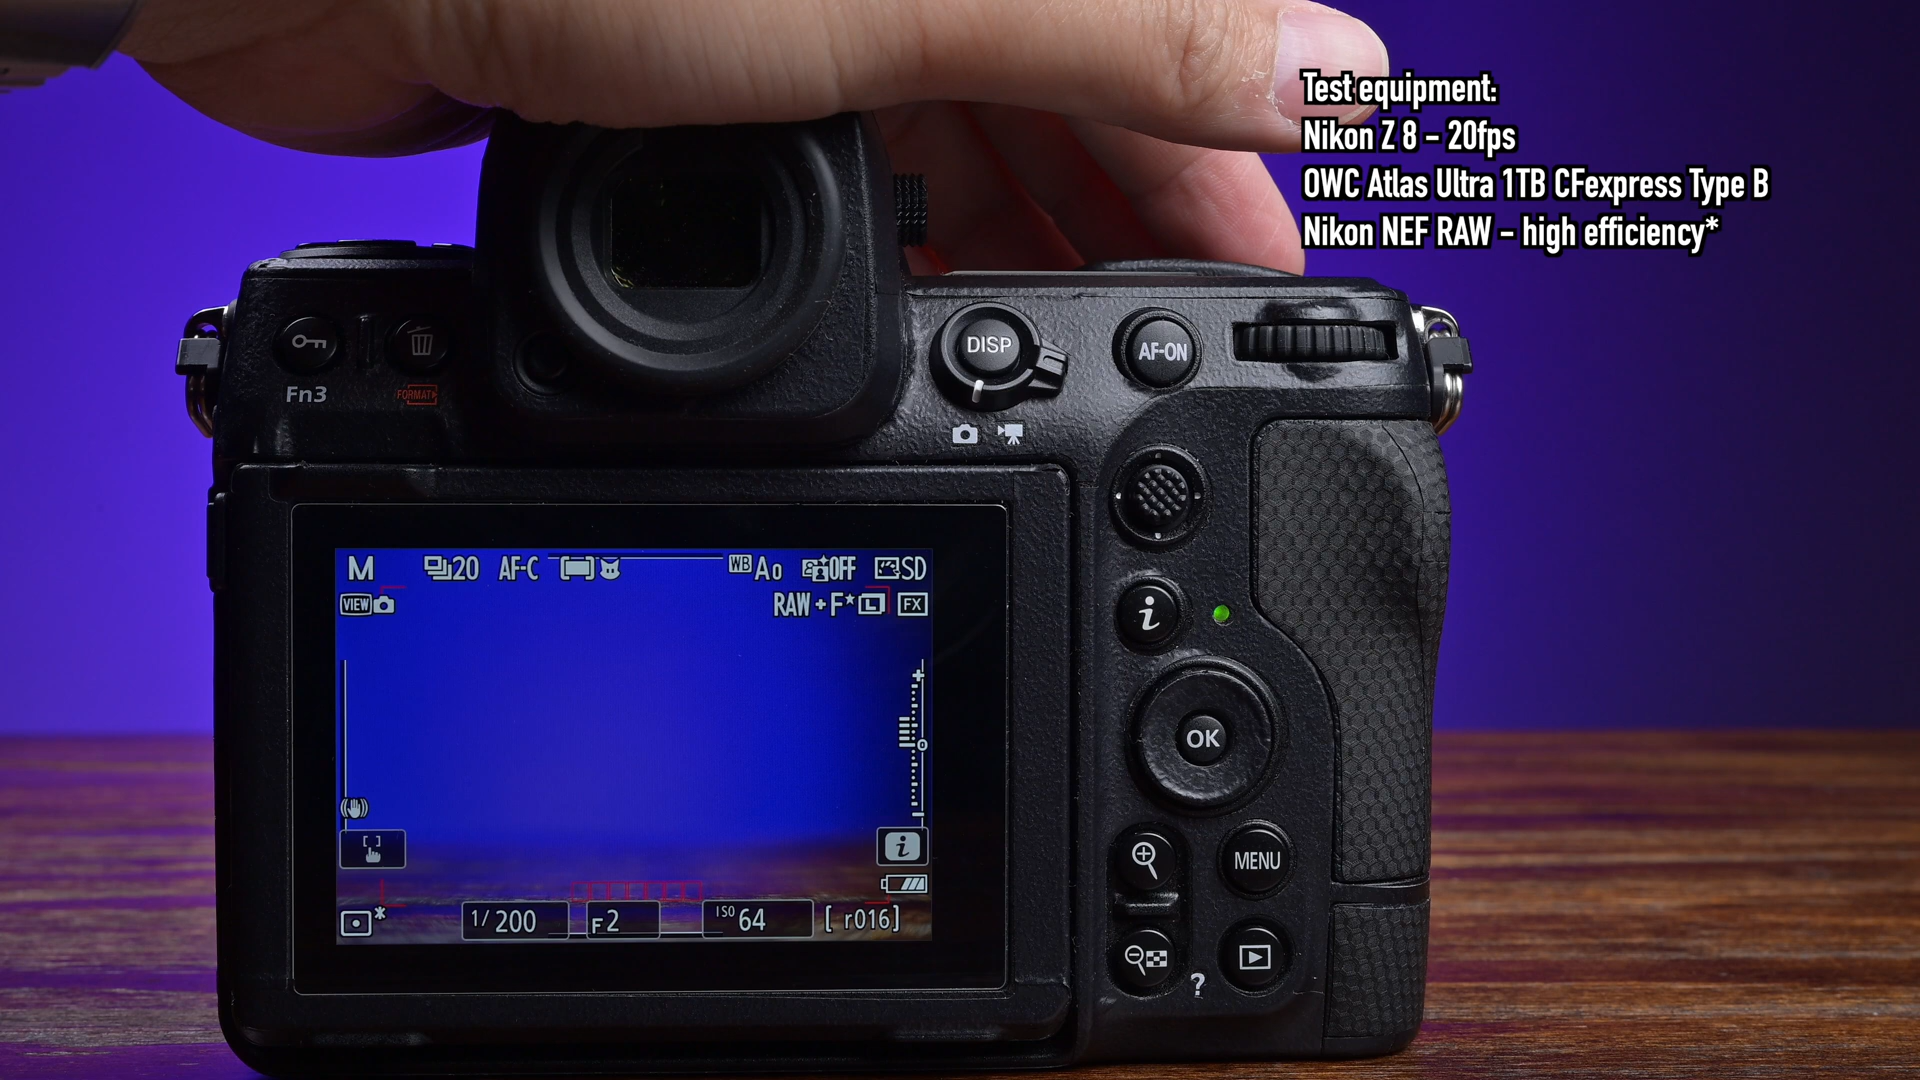 Test equipment:
Nikon Z 8 – 20fps
OWC Atlas Ultra 1TB CFexpress Type B
Nikon NEF RAW – high efficiency*
DISP
AF-ON
Fn3
FORMAT
M 20 AF-C WB A0 OFF SD
VIEW RAW+F★ L FX
i
OK
i
MENU
1/200 F2 ISO 64 [r016]
?